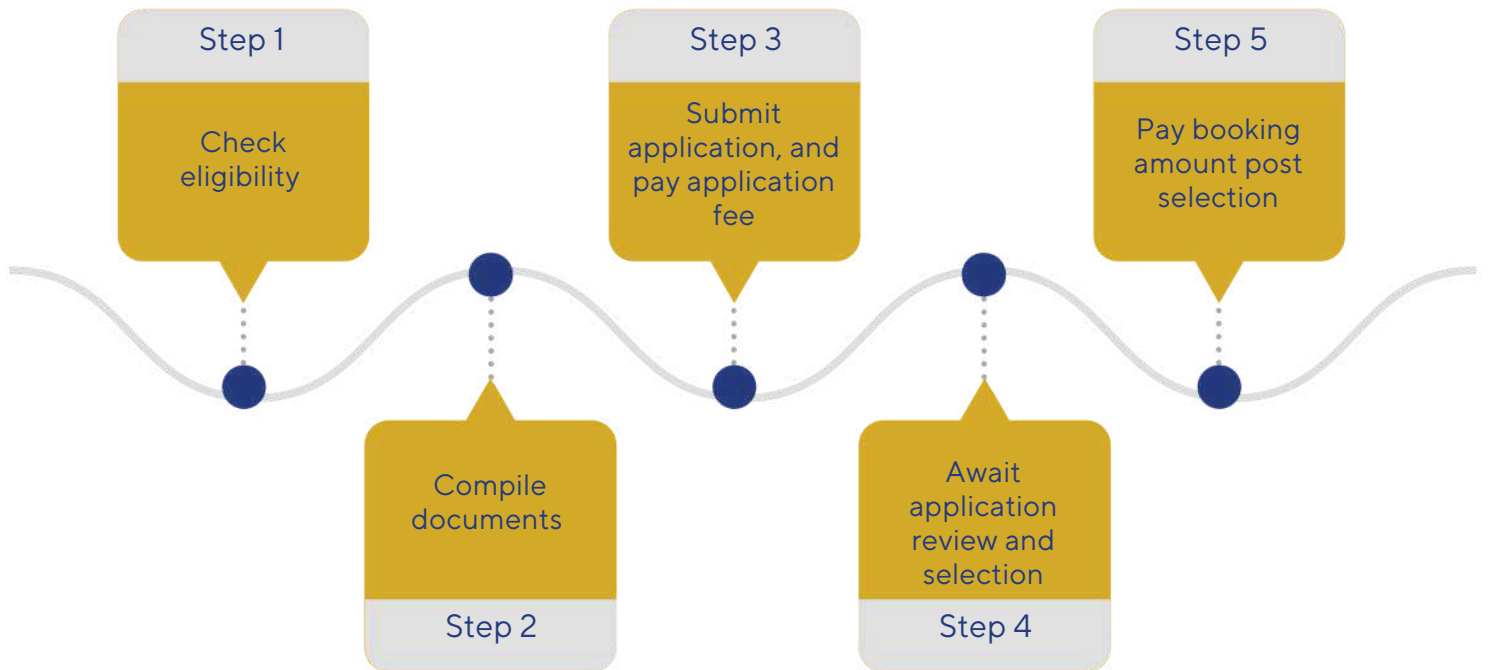 Step 1
Check
eligibility
Compile
documents
Step 2
Step 3
Submit
application, and
pay application
fee
Await
application
review and
selection
Step 4
Step 5
Pay booking
amount post
selection